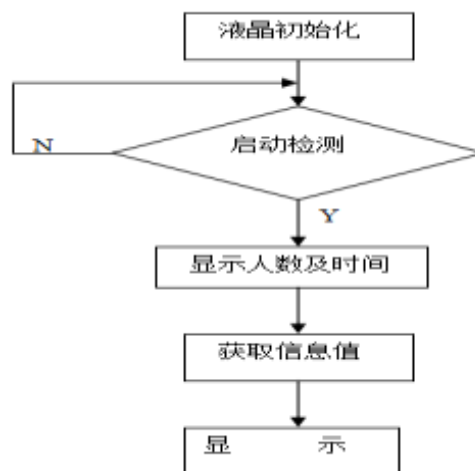 液晶初始化
启动检测
N
Y
显示人数及时间
获取信息值
显 示